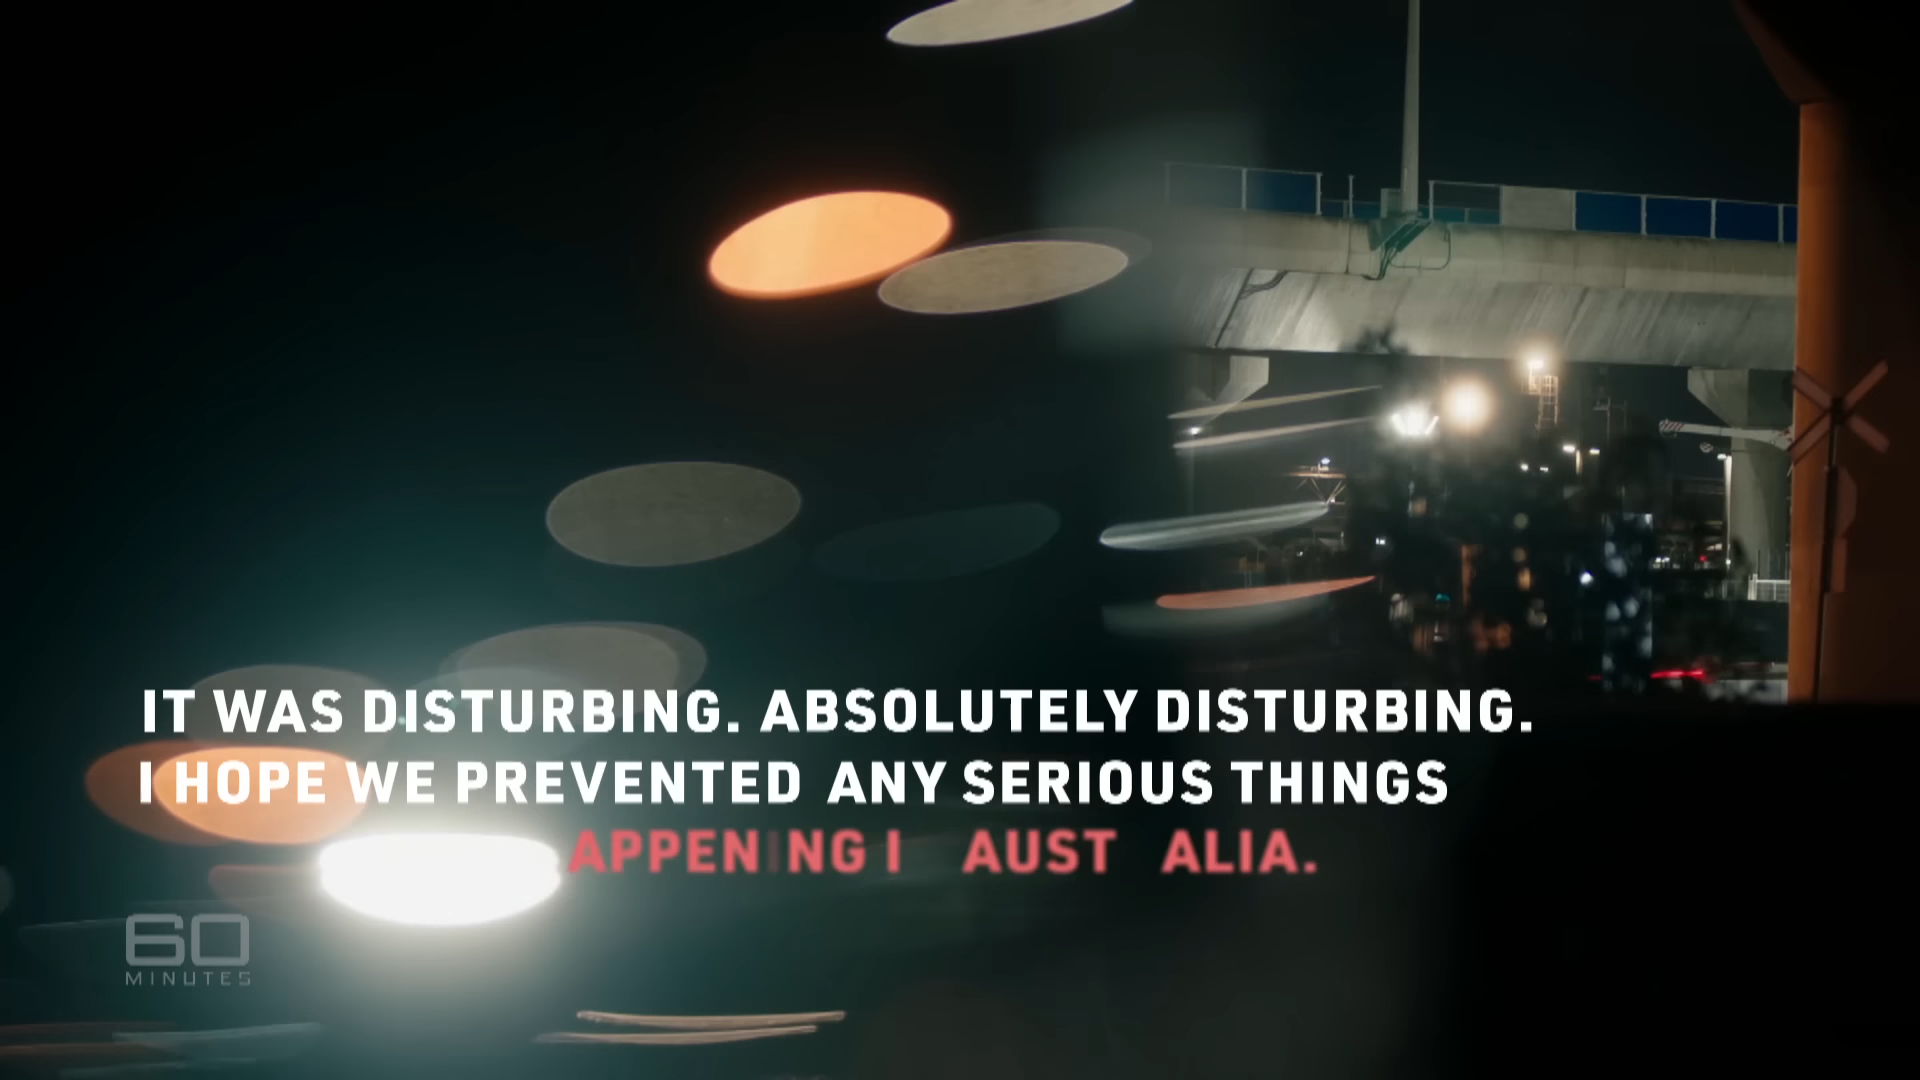 IT WAS DISTURBING. ABSOLUTELY DISTURBING.
I HOPE WE PREVENTED ANY SERIOUS THINGS
APPENING I AUST ALIA.
60
MINUTES